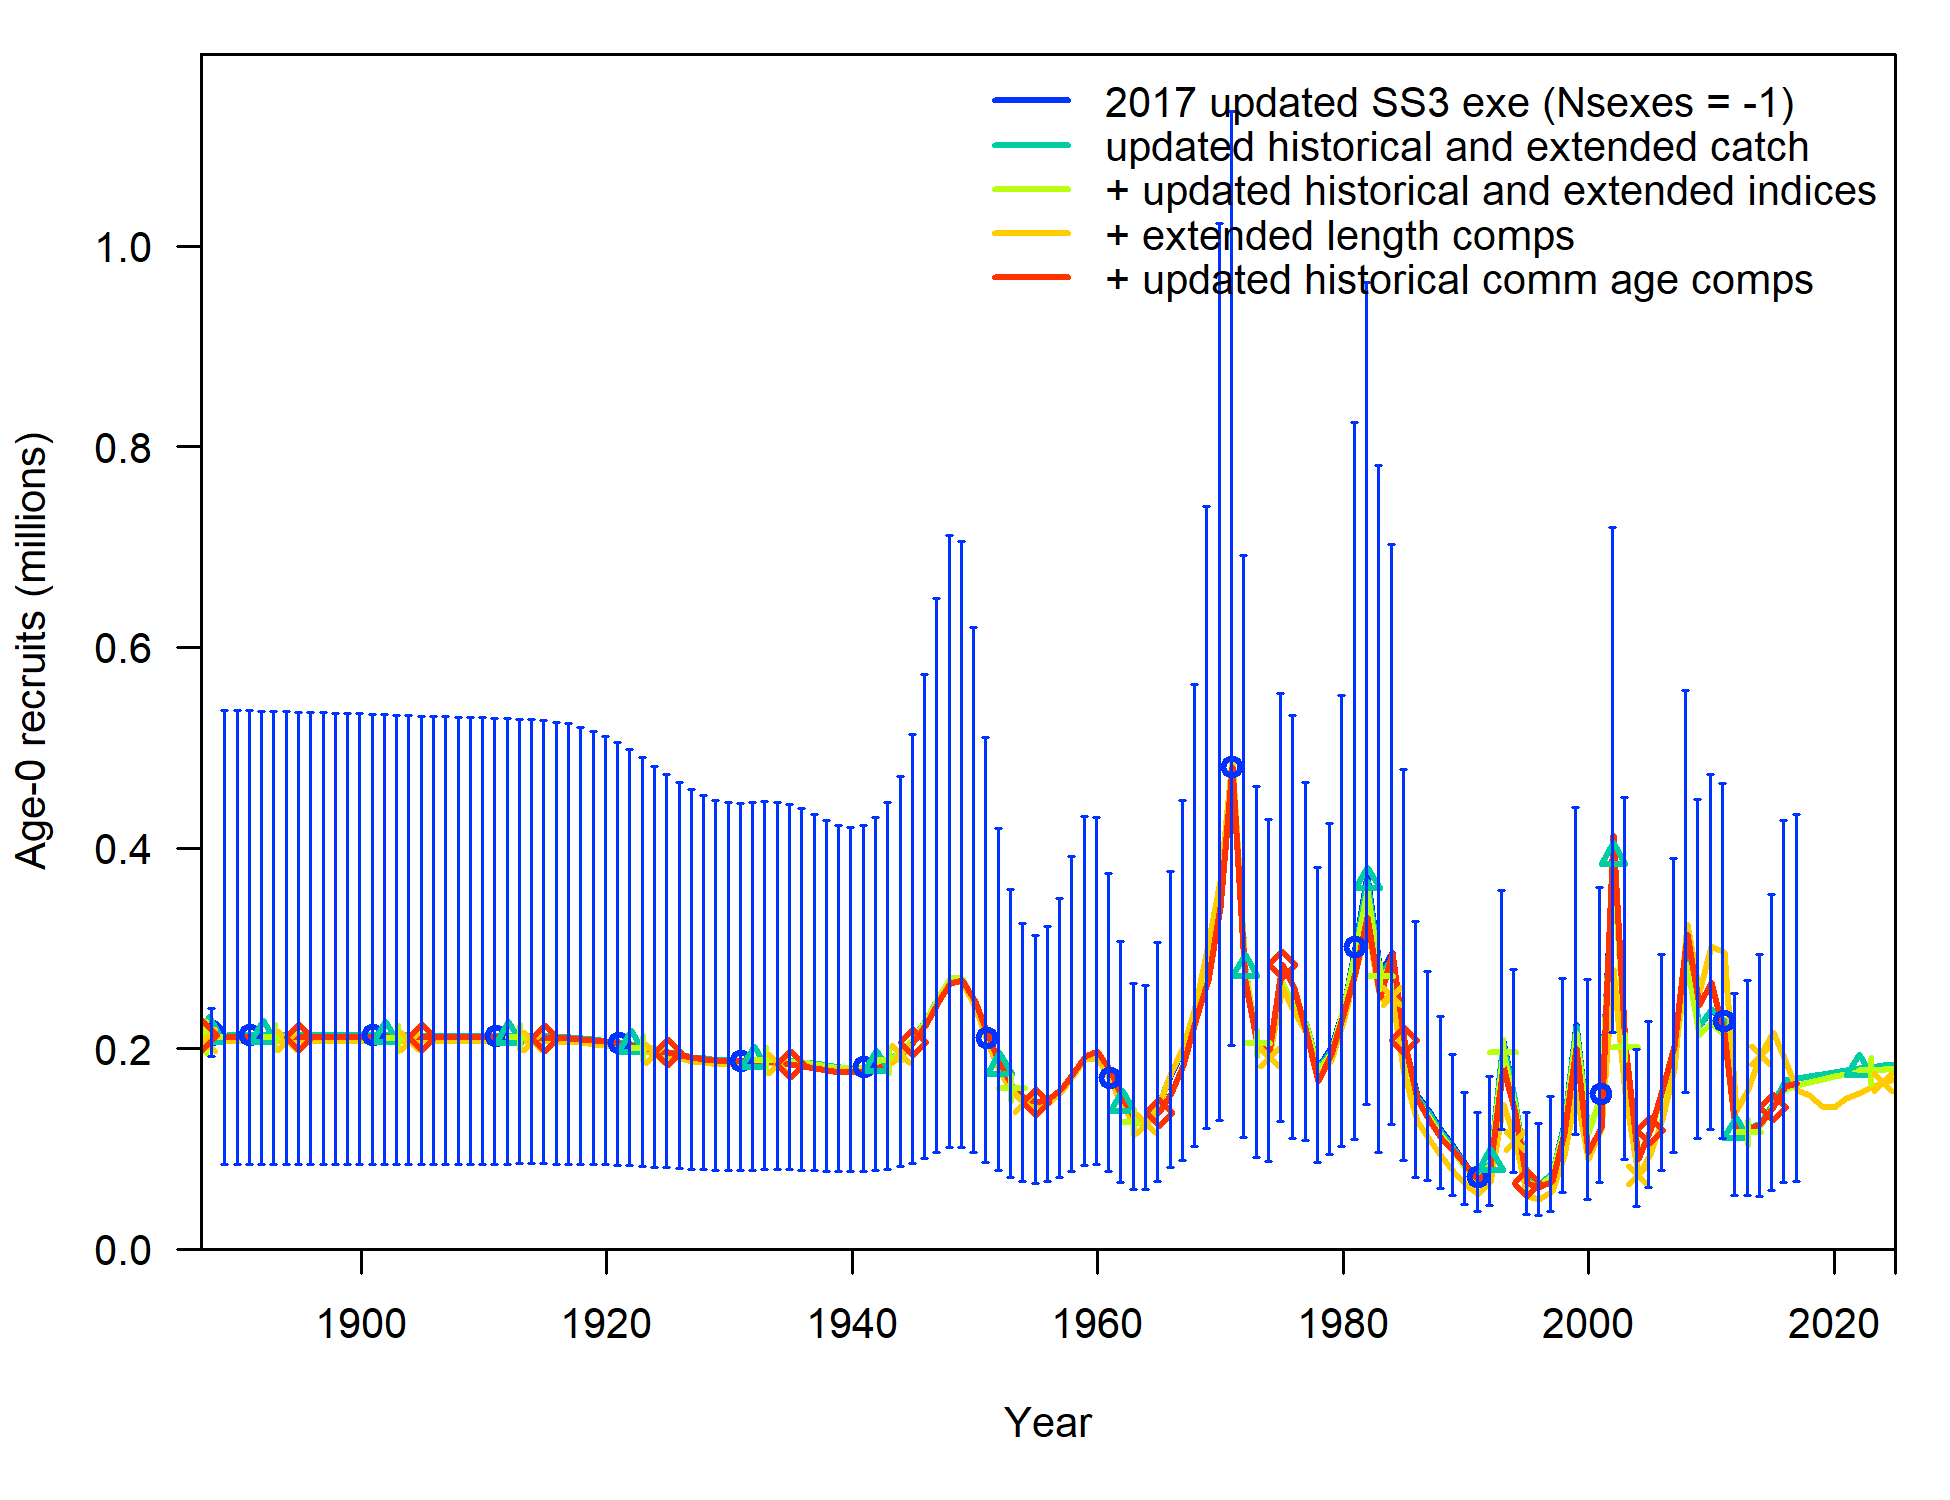 2017 updated SS3 exe (Nsexes = -1)
updated historical and extended catch
+ updated historical and extended indices
+ extended length comps
+ updated historical comm age comps
Age-0 recruits (millions)
1.0
0.8
0.6
0.4
0.2
0.0
1900 1920 1940 1960 1980 2000 2020
Year